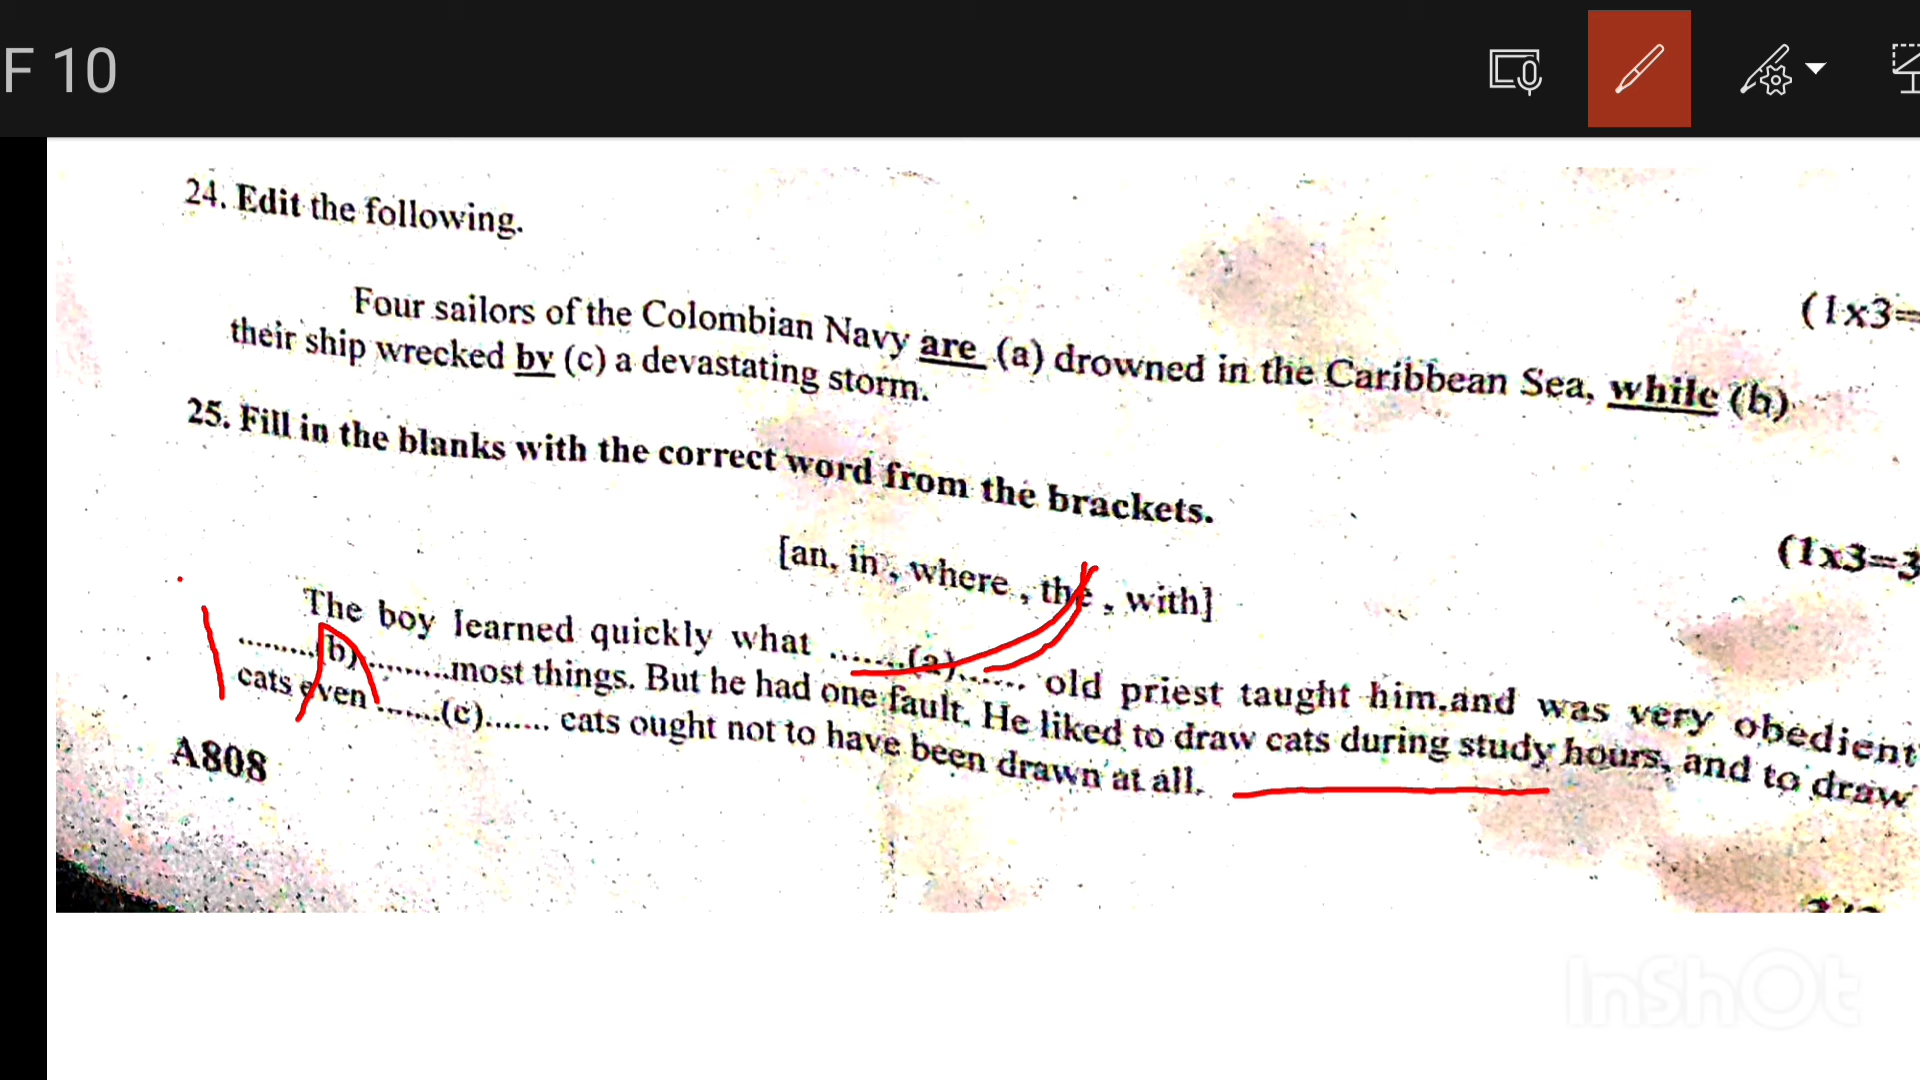 F 10
24. Edit the following.
(1x3=
Four sailors of the Colombian Navy are (a) drowned in the Caribbean Sea, while (b)
their ship wrecked by (c) a devastating storm.
25. Fill in the blanks with the correct word from the brackets.
(1x3=3
[an, in, where, the, with]
The boy learned quickly what .......(a)....... old priest taught him.and was very obedient
.........(b).........most things. But he had one fault. He liked to draw cats during study hours, and to draw
cats even .......(c)....... cats ought not to have been drawn at all.
A808
InShOt